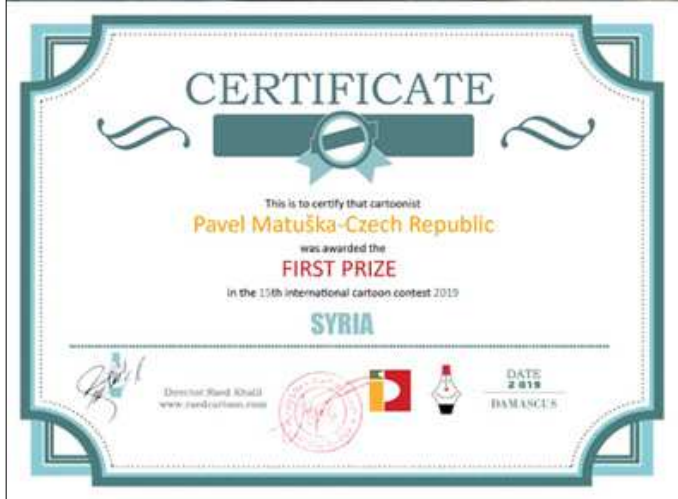 CERTIFICATE
This is to certify that cartoonist
Pavel Matuška-Czech Republic
was awarded the
FIRST PRIZE
in the 15th international cartoon contest 2019
SYRIA
Director:Raed Khalil
www.raedcartoon.com
DATE
2019
DAMASCUS